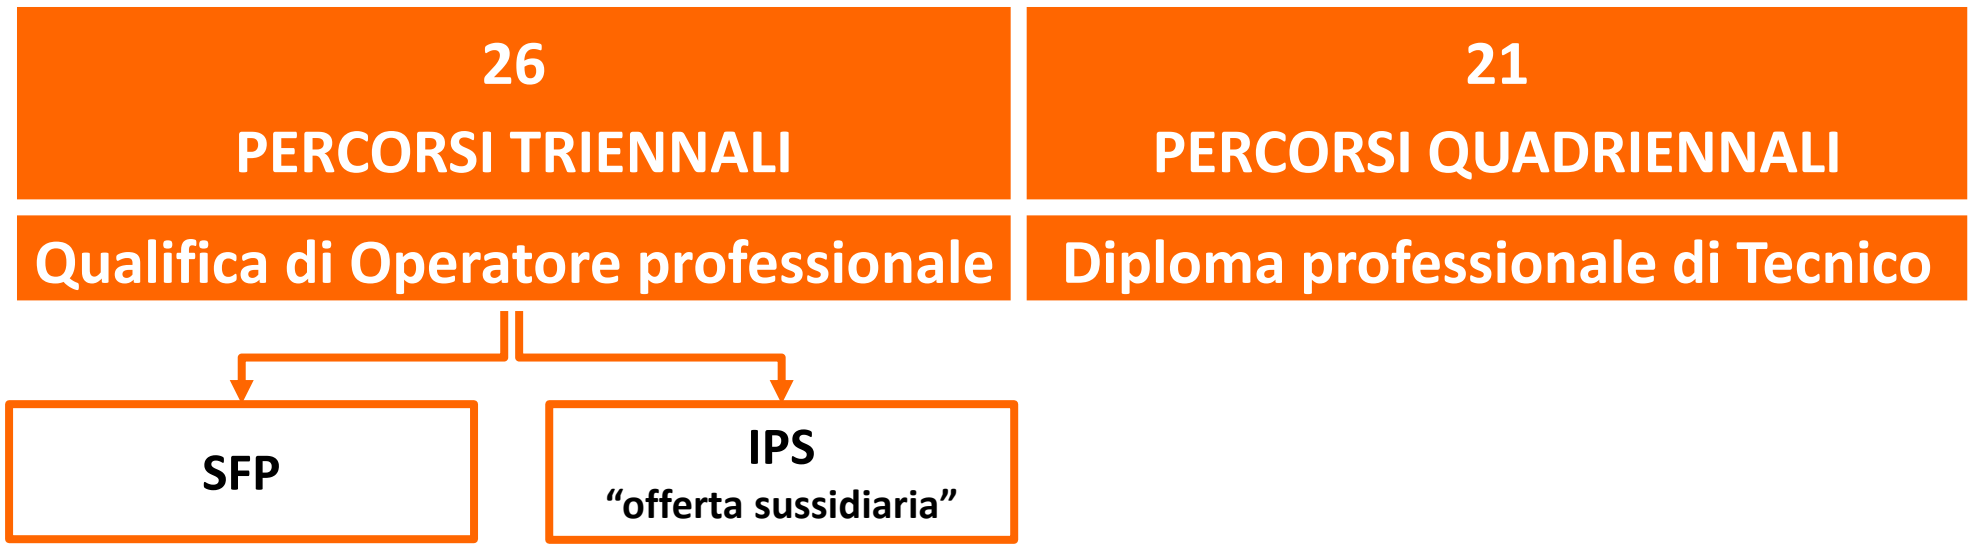 26
PERCORSI TRIENNALI
Qualifica di Operatore professionale
21
PERCORSI QUADRIENNALI
Diploma professionale di Tecnico
SFP
IPS
“offerta sussidiaria”